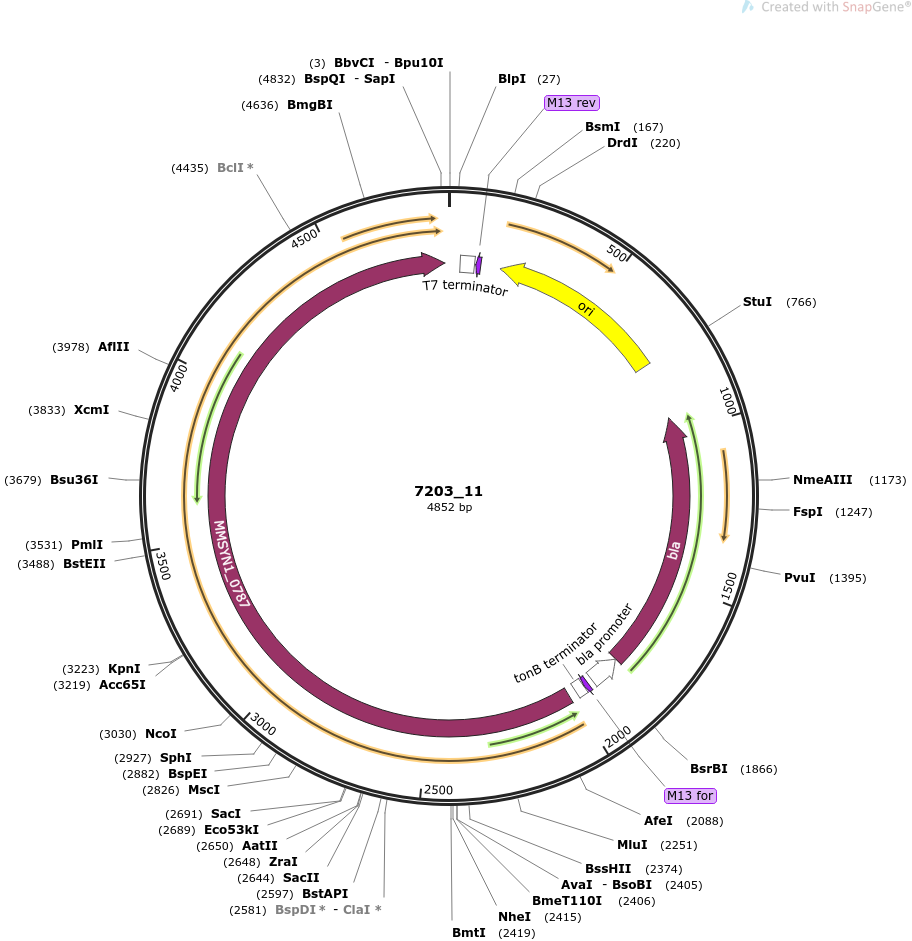 Created with SnapGene®
(3) BbvCI - Bpu10I
(4832) BspQI - SapI
(4636) BmgBI
(4435) BclI *
BlpI (27)
M13 rev
BsmI (167)
DrdI (220)
4500
500
T7 terminator
ori
StuI (766)
(3978) AflII
4000
1000
(3833) XcmI
(3679) Bsu36I
7203_11
4852 bp
NmeAIII (1173)
FspI (1247)
(3531) PmlI
(3488) BstEII
3500
MMSYN1_0787
bla
1500
PvuI (1395)
tonB terminator
bla promoter
(3223) KpnI
(3219) Acc65I
(3030) NcoI
3000
2000
(2927) SphI
(2882) BspEI
(2826) MscI
2500
BsrBI (1866)
M13 for
(2691) SacI
(2689) Eco53kI
(2650) AatII
(2648) ZraI
(2644) SacII
(2597) BstAPI
(2581) BspDI * - ClaI *
AfeI (2088)
MluI (2251)
BssHII (2374)
AvaI - BsoBI (2405)
BmeT110I (2406)
NheI (2415)
BmtI (2419)